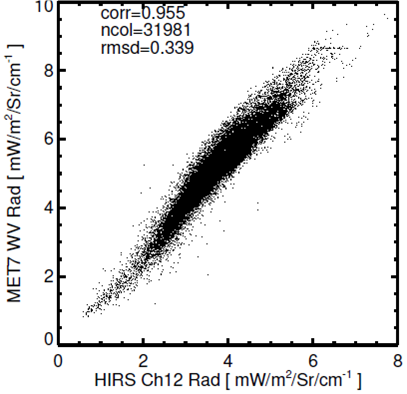 10
corr=0.955
ncol=31981
rmsd=0.339
8
6
4
2
0
MET7 WV Rad [ mW/m²/Sr/cm⁻¹ ]
0 2 4 6 8
HIRS Ch12 Rad [ mW/m²/Sr/cm⁻¹ ]